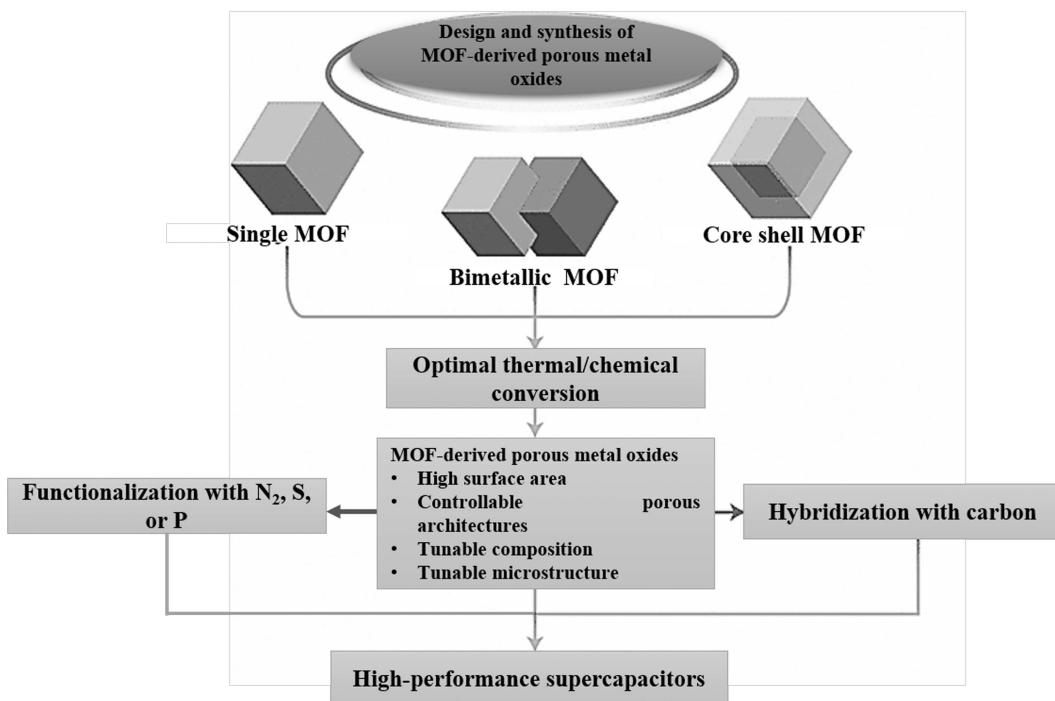 Design and synthesis of
MOF-derived porous metal
oxides
Single MOF
Bimetallic MOF
Core shell MOF
Optimal thermal/chemical
conversion
MOF-derived porous metal oxides
• High surface area
• Controllable porous
architectures
• Tunable composition
• Tunable microstructure
Functionalization with N₂, S,
or P
Hybridization with carbon
High-performance supercapacitors